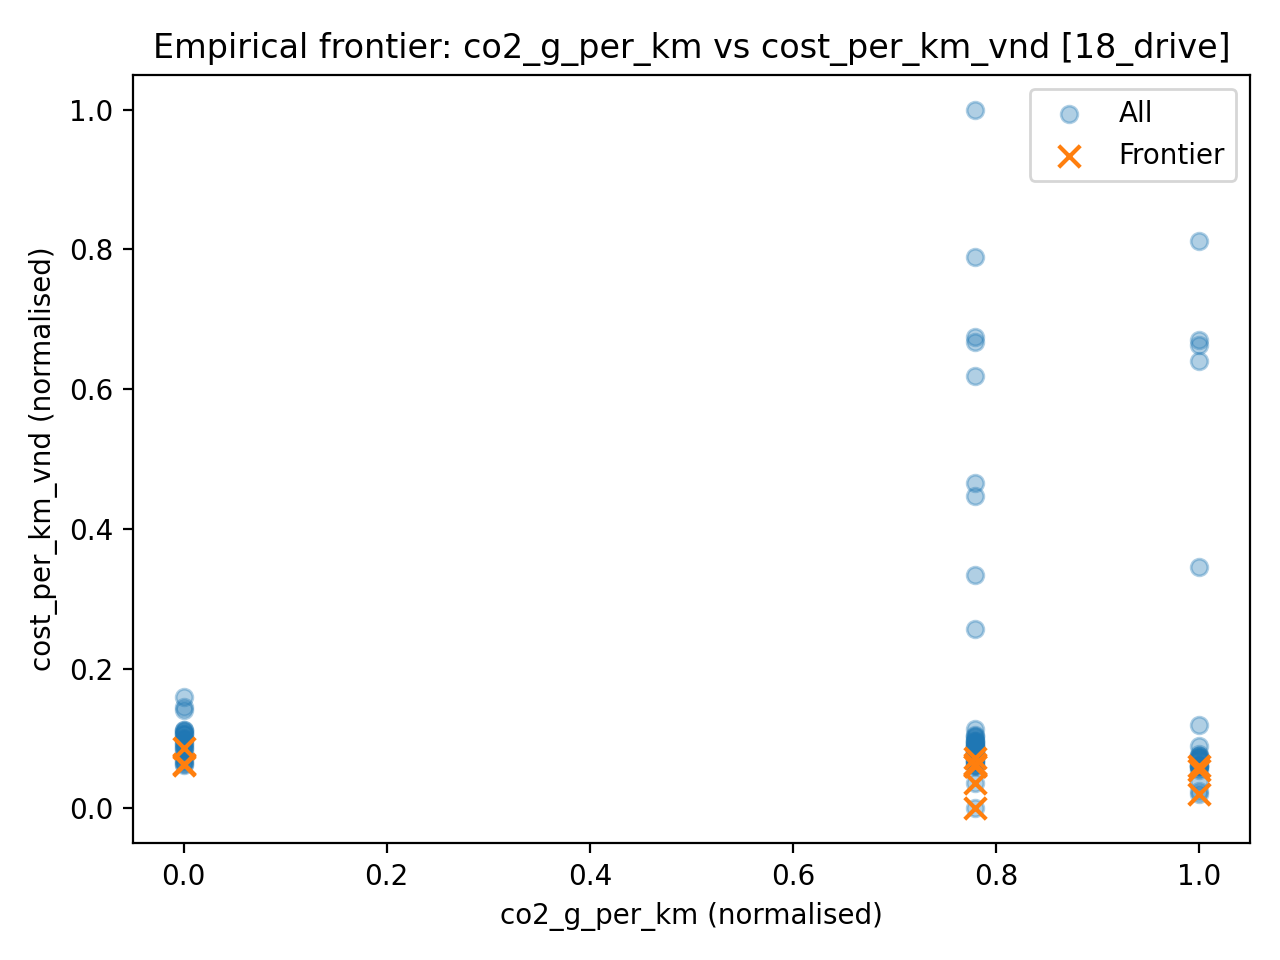 Empirical frontier: co2_g_per_km vs cost_per_km_vnd [18_drive]
All
Frontier
cost_per_km_vnd (normalised)
1.0
0.8
0.6
0.4
0.2
0.0
0.0 0.2 0.4 0.6 0.8 1.0
co2_g_per_km (normalised)